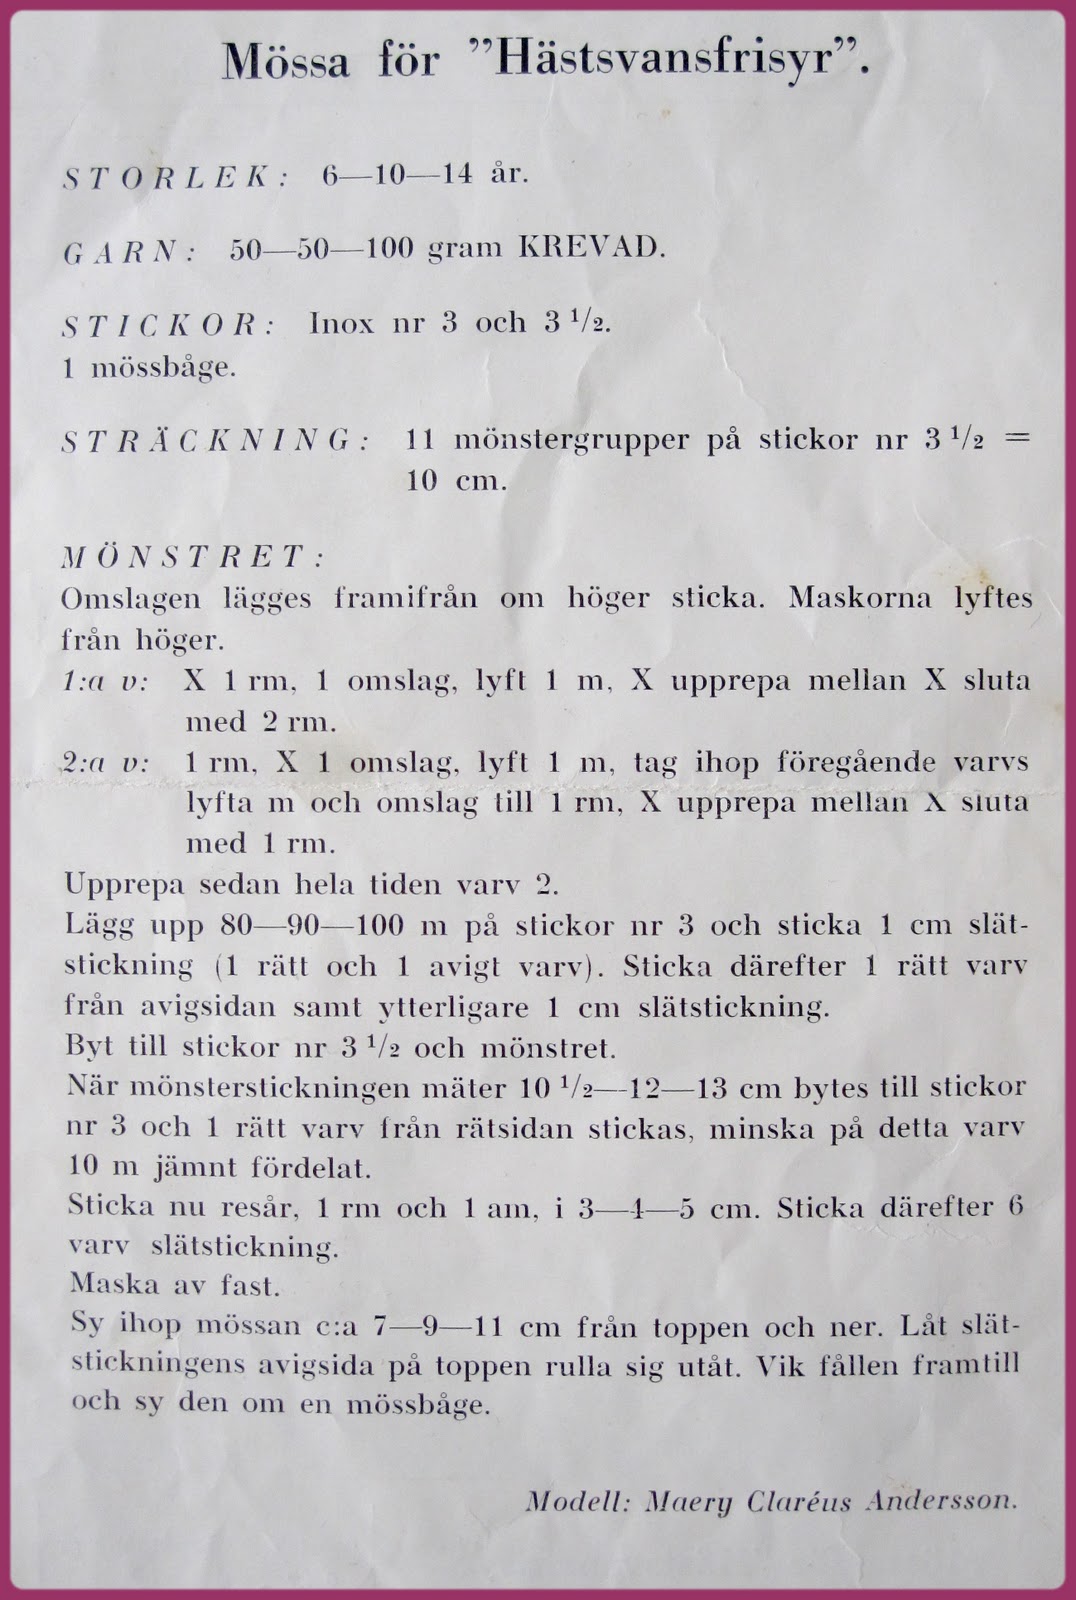 Mössa för ”Hästsvansfrisyr”.
STORLEK: 6—10—14 år.
GARN: 50—50—100 gram KREVAD.
STICKOR: Inox nr 3 och 3 1/2.
1 mössbåge.
STRÄCKNING: 11 mönstergrupper på stickor nr 3 1/2 =
10 cm.
MÖNSTRET:
Omslagen lägges framifrån om höger sticka. Maskorna lyftes
från höger.
1:a v: X 1 rm, 1 omslag, lyft 1 m, X upprepa mellan X sluta
med 2 rm.
2:a v: 1 rm, X 1 omslag, lyft 1 m, tag ihop föregående varvs
lyfta m och omslag till 1 rm, X upprepa mellan X sluta
med 1 rm.
Upprepa sedan hela tiden varv 2.
Lägg upp 80—90—100 m på stickor nr 3 och sticka 1 cm slät-
stickning (1 rätt och 1 avigt varv). Sticka därefter 1 rätt varv
från avigsidan samt ytterligare 1 cm slätstickning.
Byt till stickor nr 3 1/2 och mönstret.
När mönsterstickningen mäter 10 1/2—12—13 cm bytes till stickor
nr 3 och 1 rätt varv från rätsidan stickas, minska på detta varv
10 m jämnt fördelat.
Sticka nu resår, 1 rm och 1 am, i 3—4—5 cm. Sticka därefter 6
varv slätstickning.
Maska av fast.
Sy ihop mössan c:a 7—9—11 cm från toppen och ner. Låt slät-
stickningens avigsida på toppen rulla sig utåt. Vik fållen framtill
och sy den om en mössbåge.
Modell: Maery Claréus Andersson.